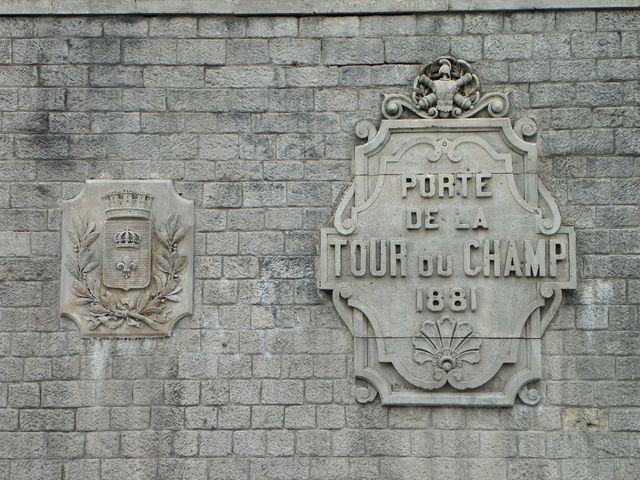 PORTE
DE LA
TOUR DU CHAMP
1881